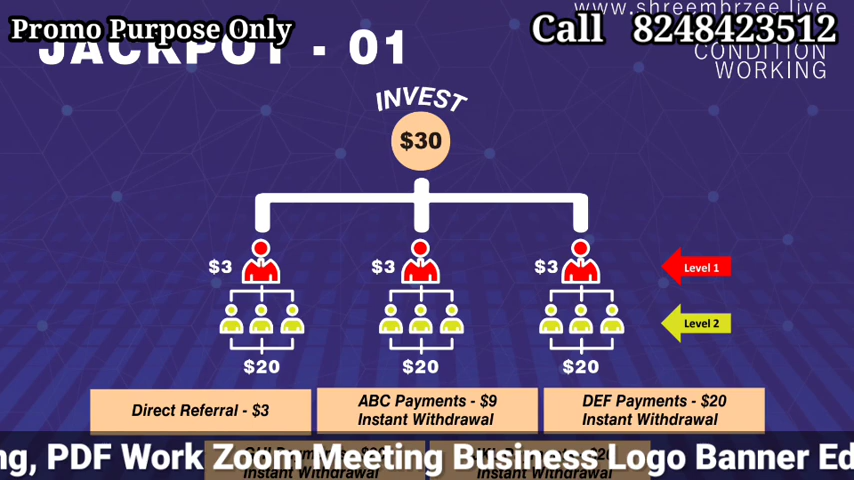 www.shreembrzee.live
Promo Purpose Only
Call 8248423512
JACKPOT - 01
CONDITION
WORKING
INVEST
$30
$3
$3
$3
Level 1
Level 2
$20
$20
$20
Direct Referral - $3
ABC Payments - $9
Instant Withdrawal
DEF Payments - $20
Instant Withdrawal
ng, PDF Work Zoom Meeting Business Logo Banner Ed
Instant Withdrawal
Instant Withdrawal